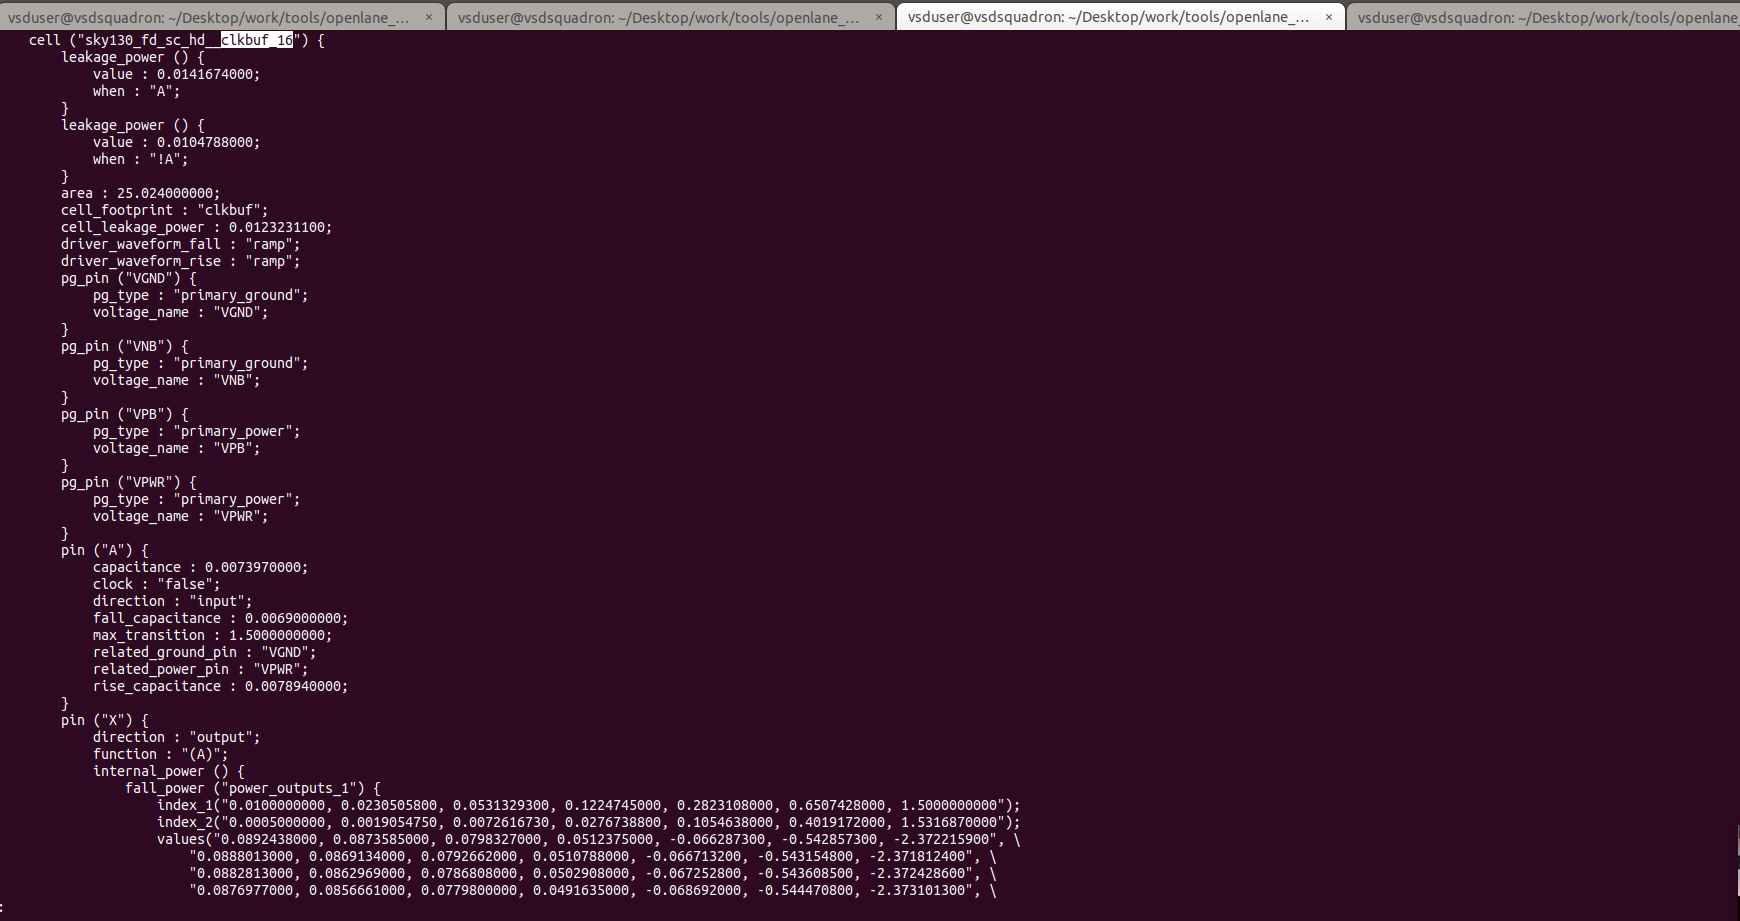 vsduser@vsdsquadron: ~/Desktop/work/tools/openlane_... × vsduser@vsdsquadron: ~/Desktop/work/tools/openlane_... × vsduser@vsdsquadron: ~/Desktop/work/tools/openlane_... × vsduser@vsdsquadron: ~/Desktop/work/tools/openlane_
cell ("sky130_fd_sc_hd__clkbuf_16") {
leakage_power () {
value : 0.0141674000;
when : "A";
}
leakage_power () {
value : 0.0104788000;
when : "!A";
}
area : 25.024000000;
cell_footprint : "clkbuf";
cell_leakage_power : 0.0123231100;
driver_waveform_fall : "ramp";
driver_waveform_rise : "ramp";
pg_pin ("VGND") {
pg_type : "primary_ground";
voltage_name : "VGND";
}
pg_pin ("VNB") {
pg_type : "primary_ground";
voltage_name : "VNB";
}
pg_pin ("VPB") {
pg_type : "primary_power";
voltage_name : "VPB";
}
pg_pin ("VPWR") {
pg_type : "primary_power";
voltage_name : "VPWR";
}
pin ("A") {
capacitance : 0.0073970000;
clock : "false";
direction : "input";
fall_capacitance : 0.0069000000;
max_transition : 1.5000000000;
related_ground_pin : "VGND";
related_power_pin : "VPWR";
rise_capacitance : 0.0078940000;
}
pin ("X") {
direction : "output";
function : "(A)";
internal_power () {
fall_power ("power_outputs_1") {
index_1("0.0100000000, 0.0230505800, 0.0531329300, 0.1224745000, 0.2823108000, 0.6507428000, 1.5000000000");
index_2("0.0005000000, 0.0019054750, 0.0072616730, 0.0276738800, 0.1054638000, 0.4019172000, 1.5316870000");
values("0.0892438000, 0.0873585000, 0.0798327000, 0.0512375000, -0.066287300, -0.542857300, -2.372215900", \
"0.0888013000, 0.0869134000, 0.0792662000, 0.0510788000, -0.066713200, -0.543154800, -2.371812400", \
"0.0882813000, 0.0862969000, 0.0786808000, 0.0502908000, -0.067252800, -0.543608500, -2.372428600", \
"0.0876977000, 0.0856661000, 0.0779800000, 0.0491635000, -0.068692000, -0.544470800, -2.373101300", \
: